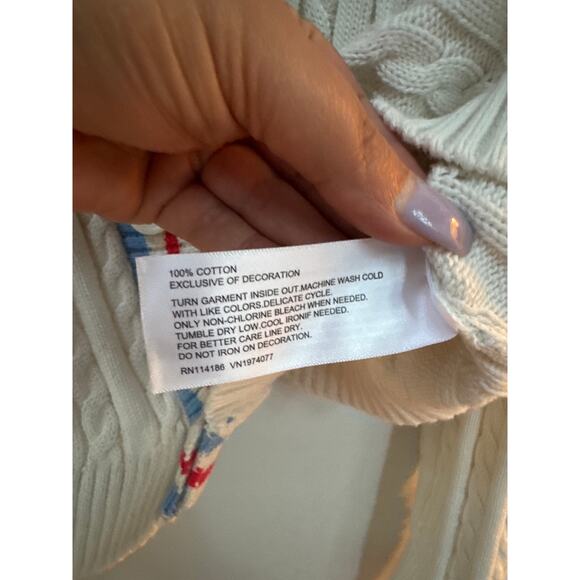 100% COTTON
EXCLUSIVE OF DECORATION
TURN GARMENT INSIDE OUT.MACHINE WASH COLD
WITH LIKE COLORS.DELICATE CYCLE.
ONLY NON-CHLORINE BLEACH WHEN NEEDED.
TUMBLE DRY LOW.COOL IRONIF NEEDED.
FOR BETTER CARE LINE DRY.
DO NOT IRON ON DECORATION.
RN114186 VN1974077